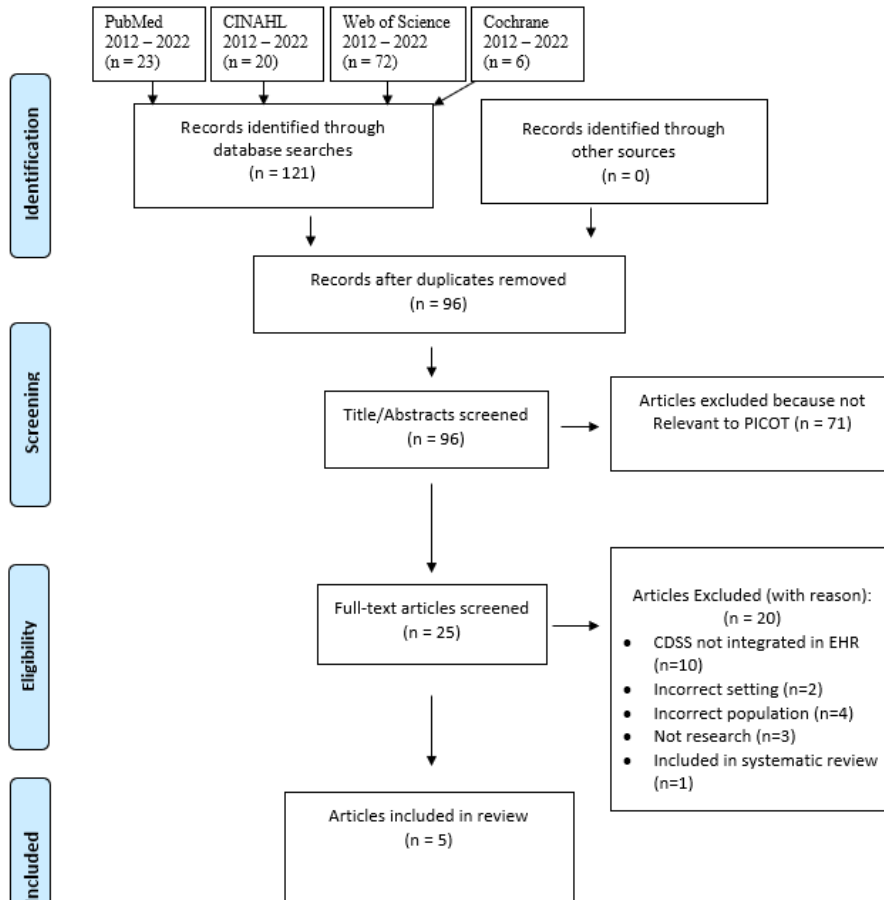 PubMed
2012 – 2022
(n = 23)
CINAHL
2012 – 2022
(n = 20)
Web of Science
2012 – 2022
(n = 72)
Cochrane
2012 – 2022
(n = 6)
Identification
Records identified through
database searches
(n = 121)
Records identified through
other sources
(n = 0)
Records after duplicates removed
(n = 96)
Screening
Title/Abstracts screened
(n = 96)
Articles excluded because not
Relevant to PICOT (n = 71)
Eligibility
Full-text articles screened
(n = 25)
Articles Excluded (with reason):
(n = 20)
• CDSS not integrated in EHR
(n=10)
• Incorrect setting (n=2)
• Incorrect population (n=4)
• Not research (n=3)
• Included in systematic review
(n=1)
Included
Articles included in review
(n = 5)